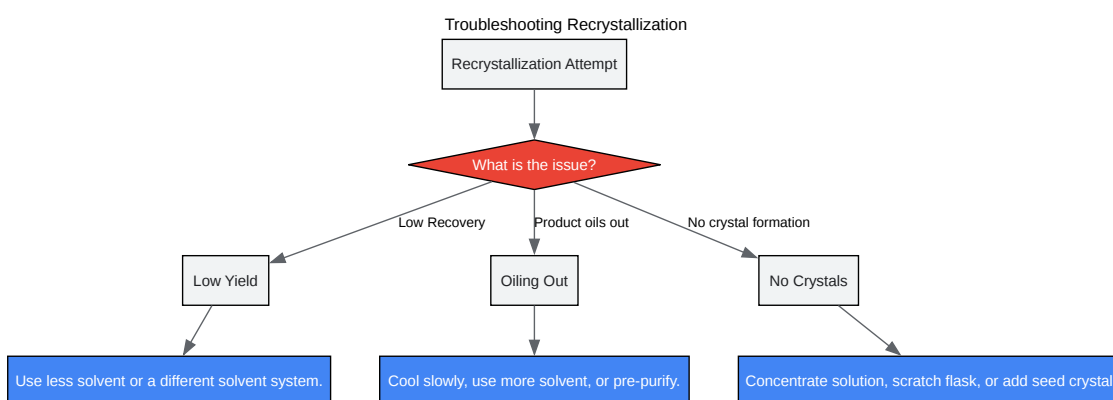 Troubleshooting Recrystallization
Recrystallization Attempt
What is the issue?
Low Recovery
Product oils out
No crystal formation
Low Yield
Oiling Out
No Crystals
Use less solvent or a different solvent system.
Cool slowly, use more solvent, or pre-purify.
Concentrate solution, scratch flask, or add seed crystal